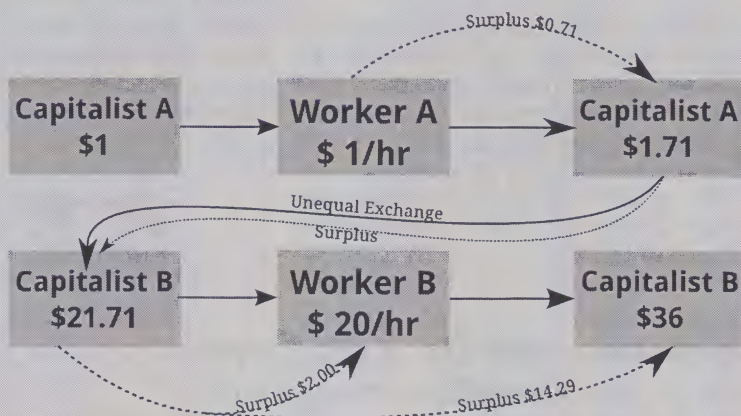 Surplus $0.71
Capitalist A
$1
Worker A
$ 1/hr
Capitalist A
$1.71
Unequal Exchange
Surplus
Capitalist B
$21.71
Worker B
$ 20/hr
Capitalist B
$36
Surplus $2.00
Surplus $14.29